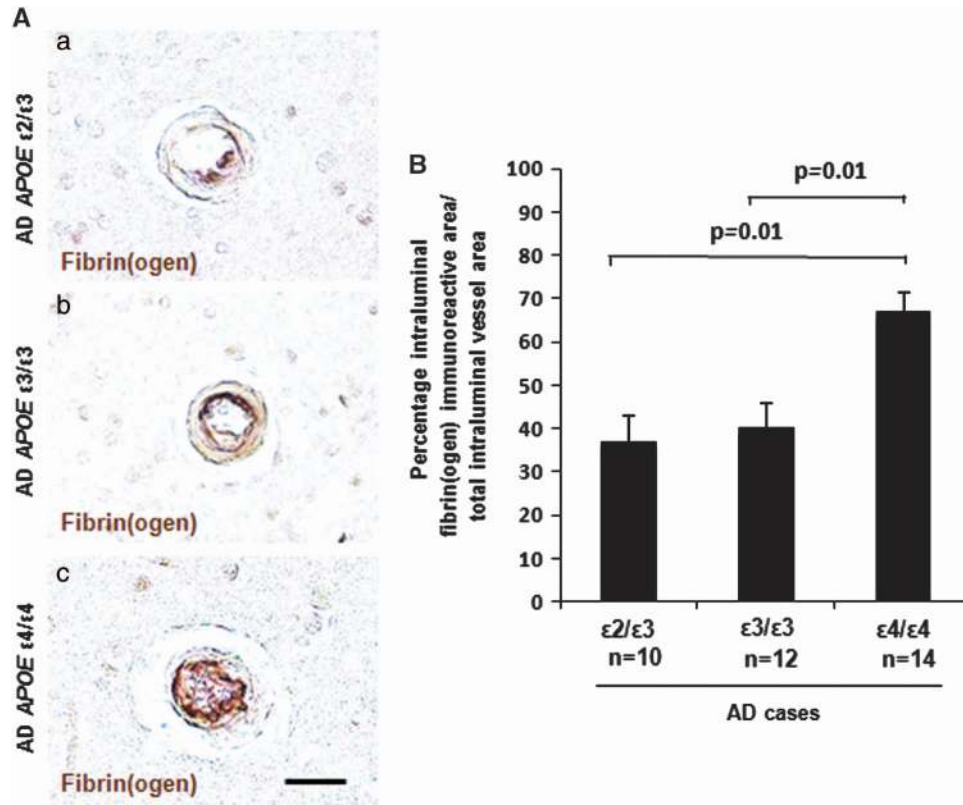 A
a
AD APOE ε2/ε3
Fibrin(ogen)
b
AD APOE ε3/ε3
Fibrin(ogen)
c
AD APOE ε4/ε4
Fibrin(ogen)
B
Percentage intraluminal
fibrin(ogen) immunoreactive area/
total intraluminal vessel area
100
90
80
70
60
50
40
30
20
10
0
p=0.01
p=0.01
ε2/ε3
n=10
ε3/ε3
n=12
ε4/ε4
n=14
AD cases